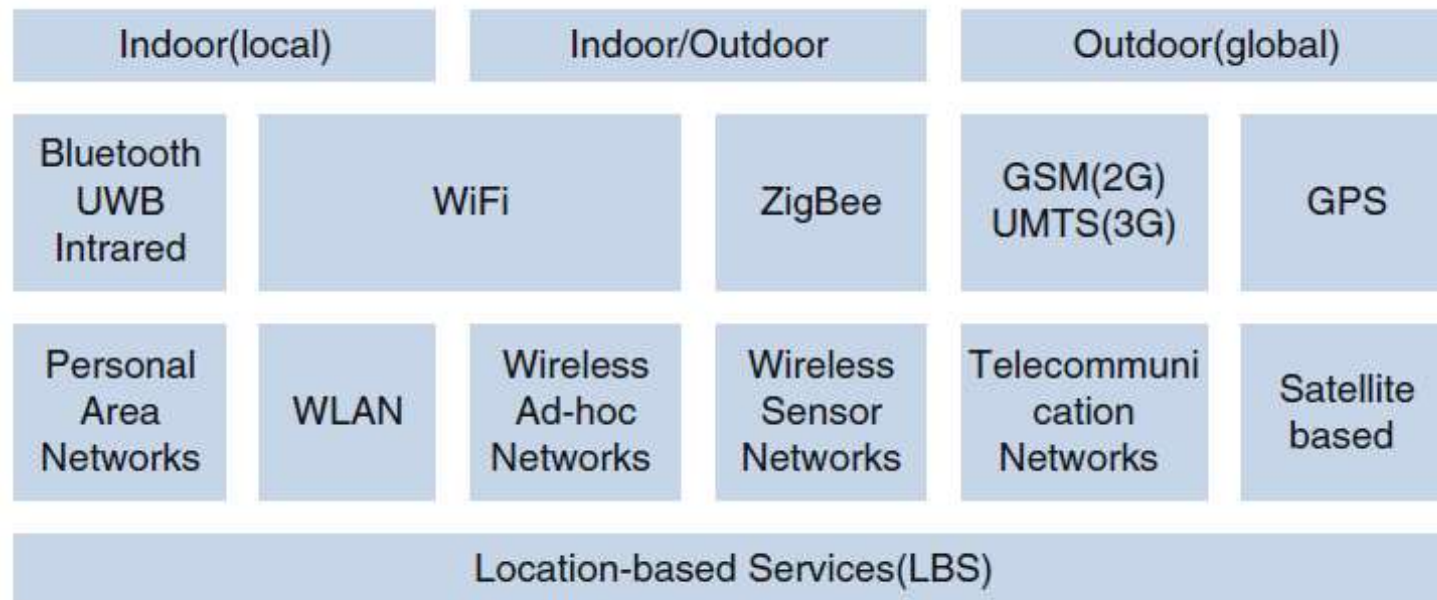 Indoor(local)
Indoor/Outdoor
Outdoor(global)
Bluetooth
UWB
Intrared
WiFi
ZigBee
GSM(2G)
UMTS(3G)
GPS
Personal
Area
Networks
WLAN
Wireless
Ad-hoc
Networks
Wireless
Sensor
Networks
Telecommuni
cation
Networks
Satellite
based
Location-based Services(LBS)